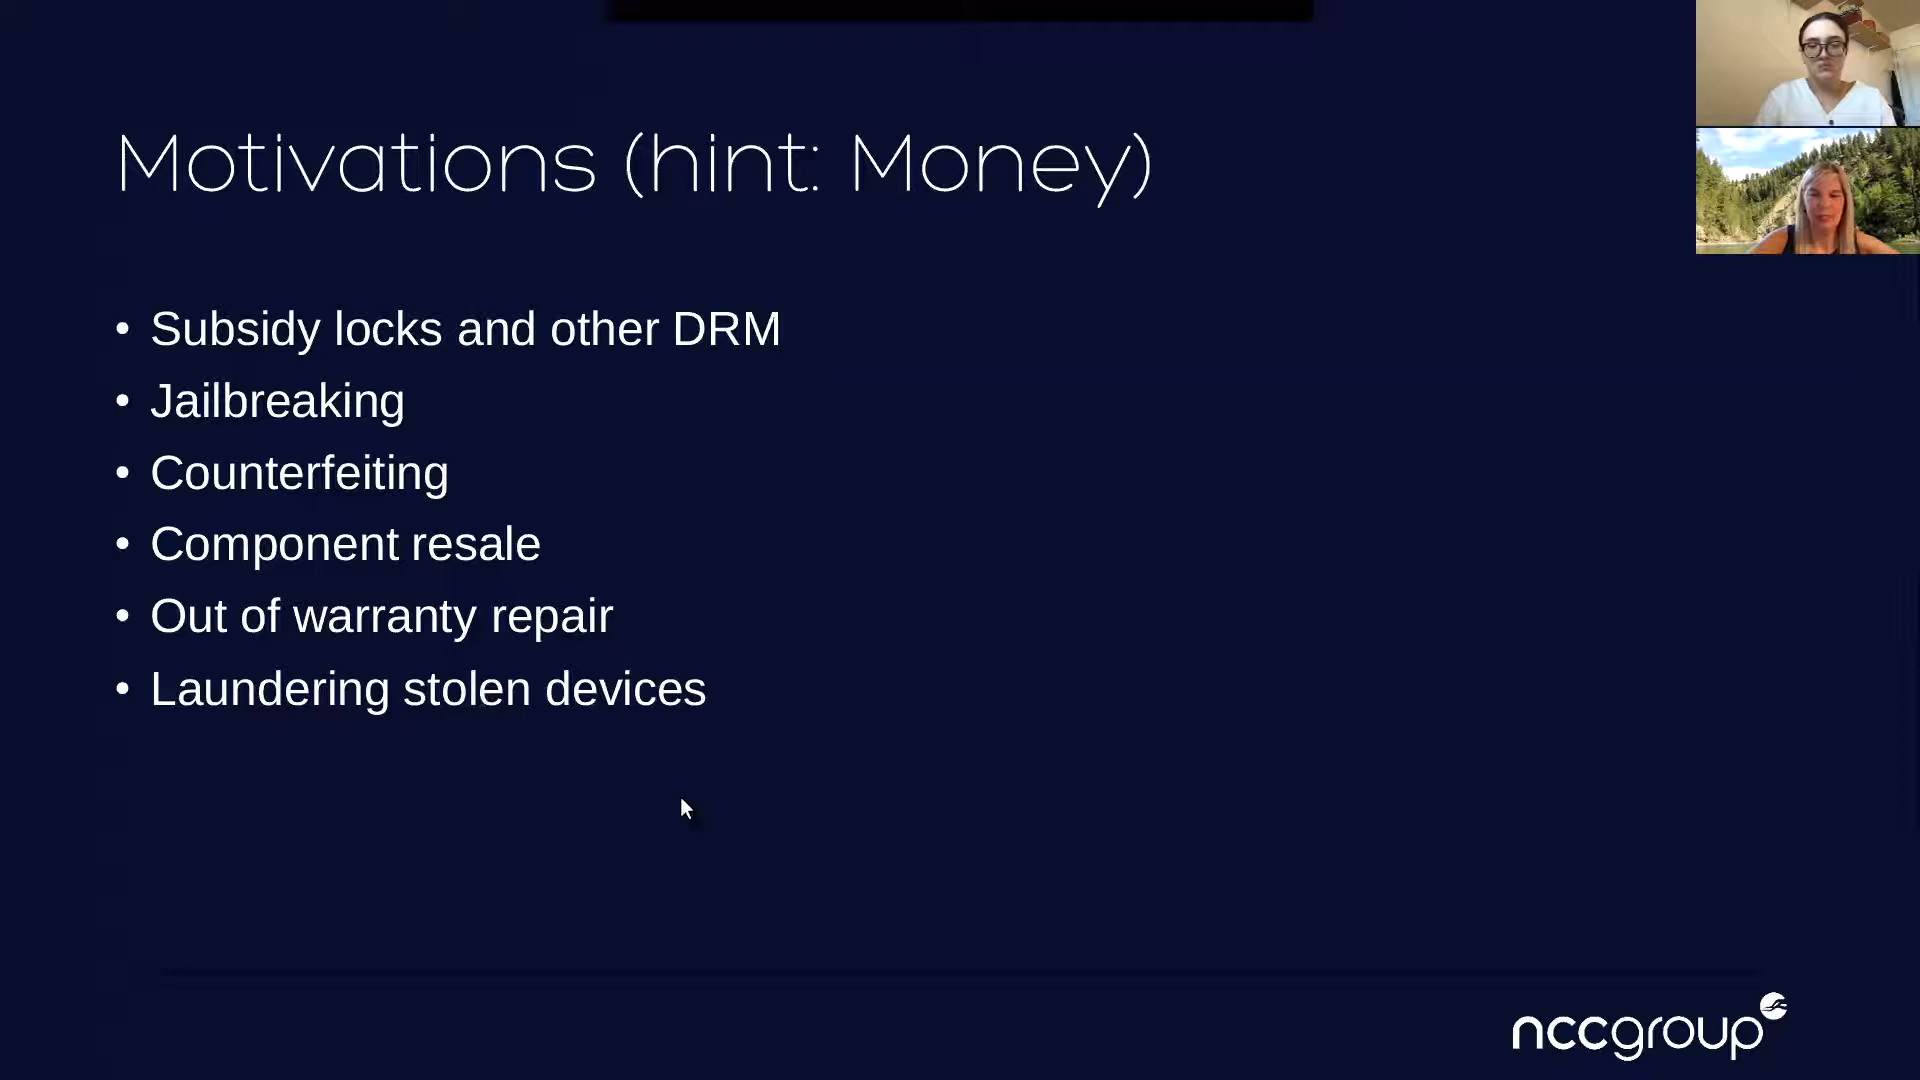 Motivations (hint: Money)
• Subsidy locks and other DRM
• Jailbreaking
• Counterfeiting
• Component resale
• Out of warranty repair
• Laundering stolen devices
nccgroup